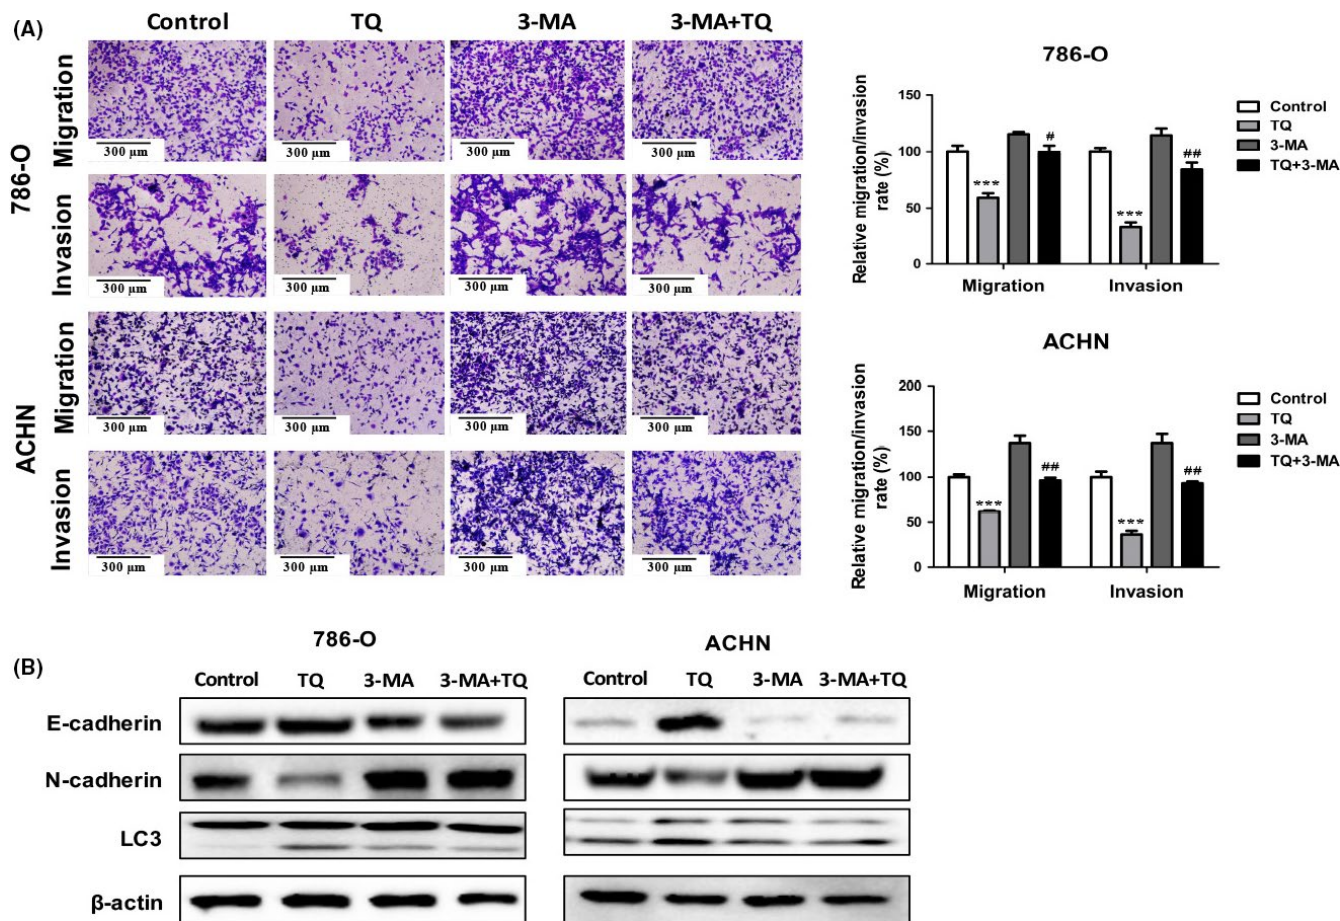 (A)
Control TQ 3-MA 3-MA+TQ
786-O
Migration
300 µm 300 µm 300 µm 300 µm
Invasion
300 µm 300 µm 300 µm 300 µm
ACHN
Migration
300 µm 300 µm 300 µm 300 µm
Invasion
300 µm 300 µm 300 µm 300 µm
786-O
Relative migration/invasion
rate (%)
150
100
50
0
*** # *** ##
Migration Invasion
Control
TQ
3-MA
TQ+3-MA
ACHN
Relative migration/invasion
rate (%)
200
150
100
50
0
*** ## *** ##
Migration Invasion
Control
TQ
3-MA
TQ+3-MA
(B)
786-O
Control TQ 3-MA 3-MA+TQ
ACHN
Control TQ 3-MA 3-MA+TQ
E-cadherin
N-cadherin
LC3
β-actin